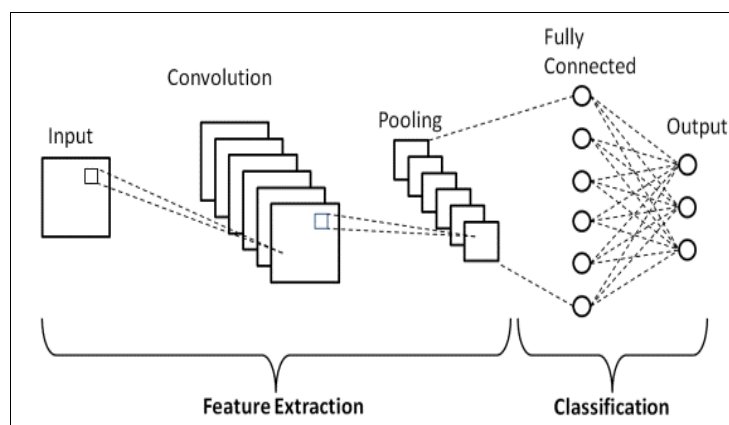 Input
Convolution
Pooling
Fully
Connected
Output
Feature Extraction
Classification